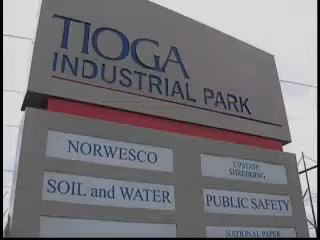 TIOGA
INDUSTRIAL PARK
NORWESCO
UPSTATE
SHREDDING
SOIL and WATER
PUBLIC SAFETY
NATIONAL PAPER